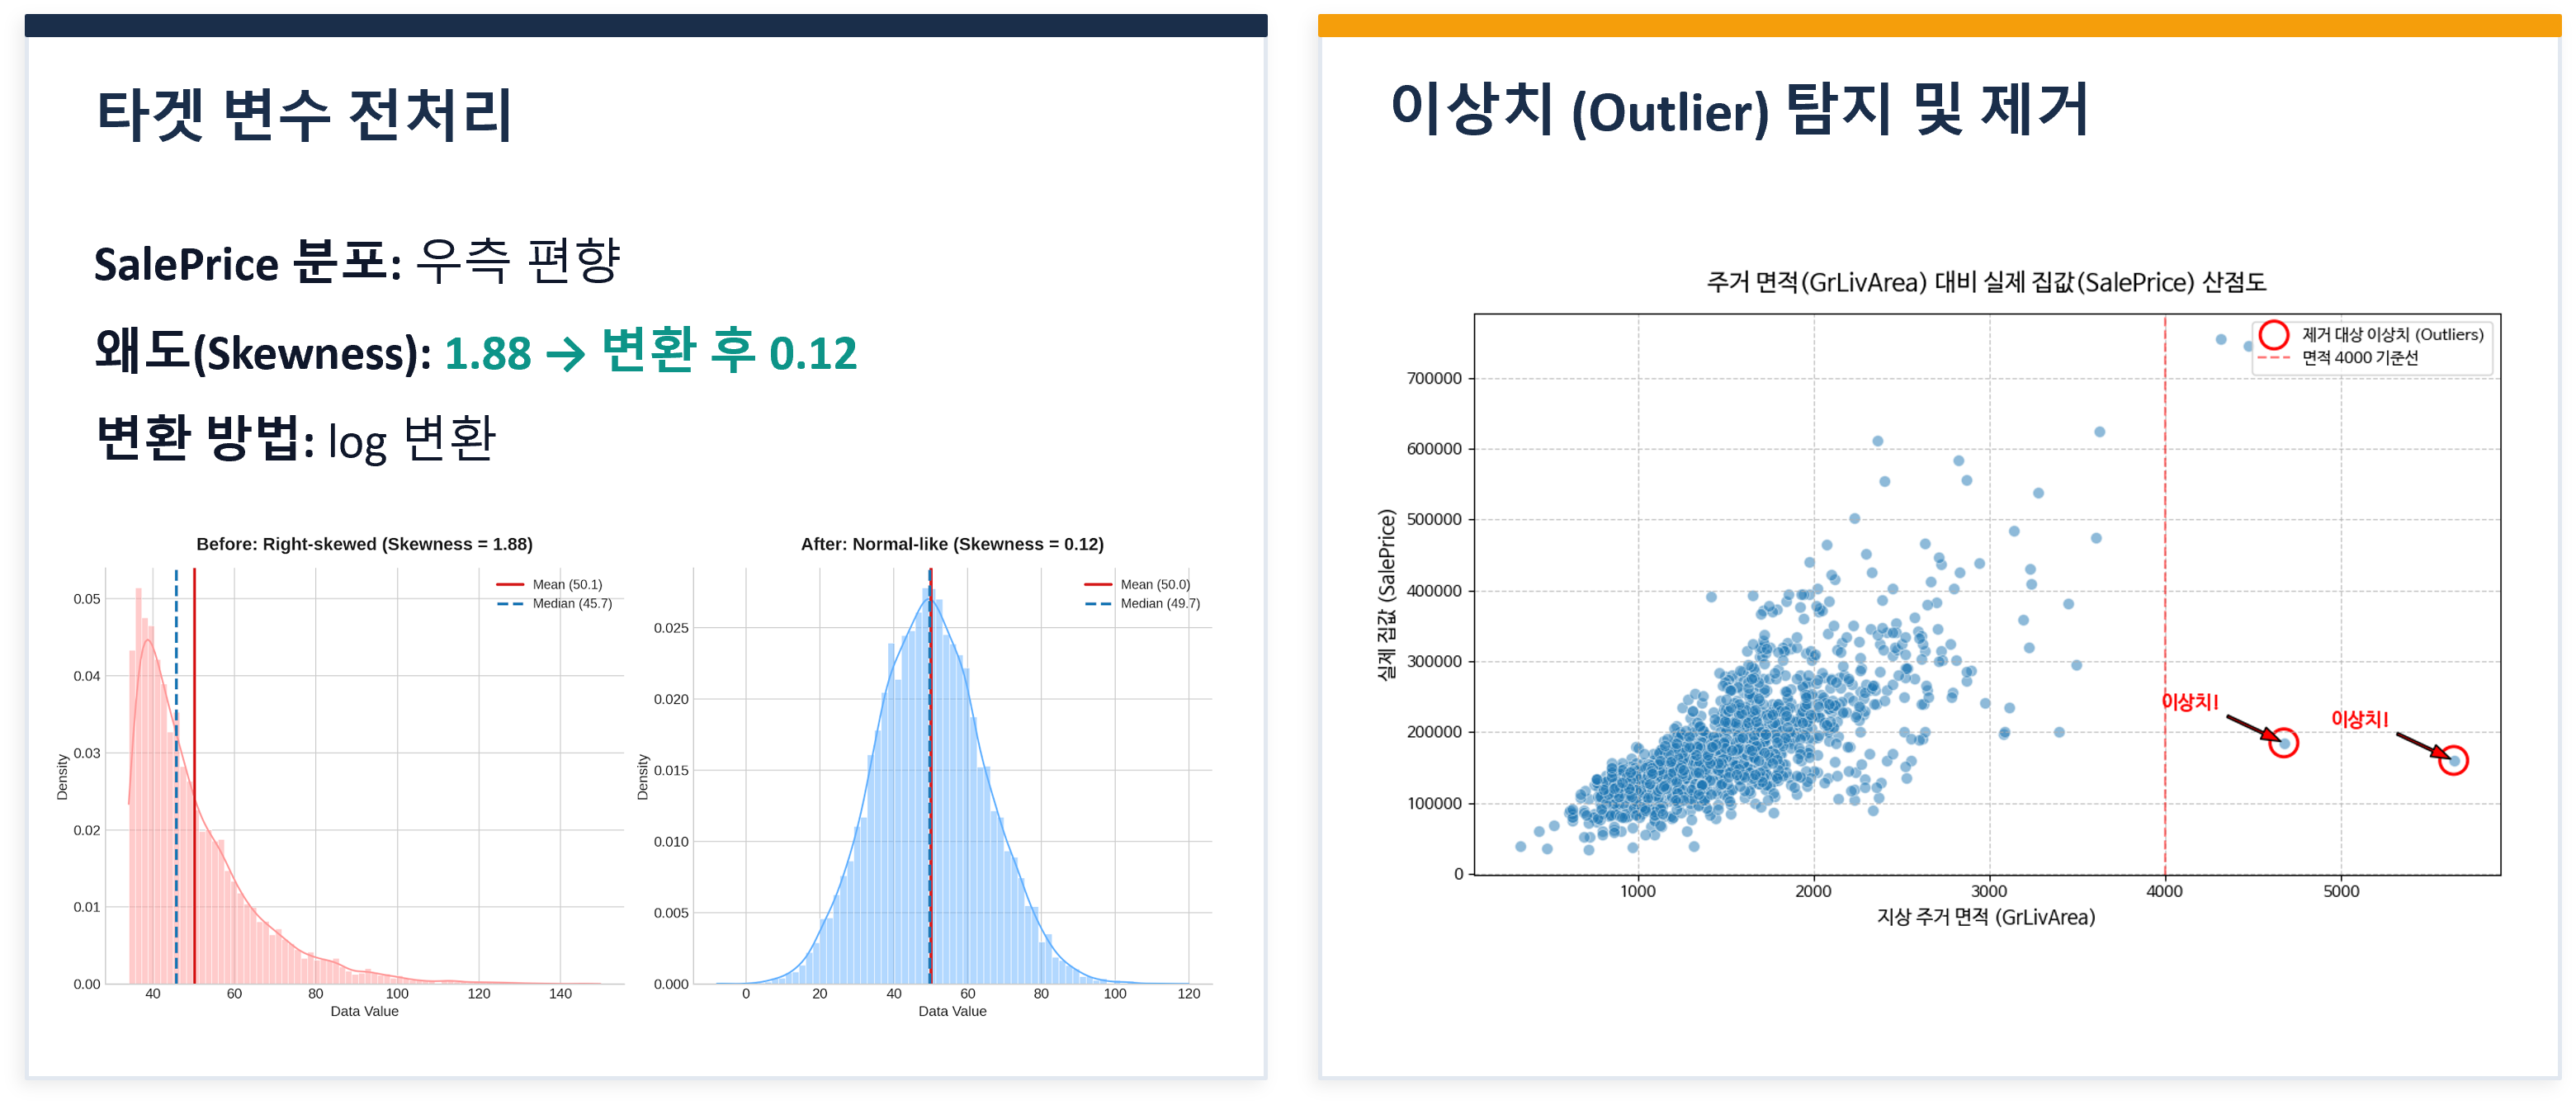 타겟 변수 전처리
SalePrice 분포: 우측 편향
왜도(Skewness): 1.88 → 변환 후 0.12
변환 방법: log 변환
Before: Right-skewed (Skewness = 1.88)
Mean (50.1)
Median (45.7)
0.05
0.04
0.03
0.02
0.01
0.00
Density
40 60 80 100 120 140
Data Value
After: Normal-like (Skewness = 0.12)
Mean (50.0)
Median (49.7)
0.025
0.020
0.015
0.010
0.005
0.000
Density
0 20 40 60 80 100 120
Data Value
이상치 (Outlier) 탐지 및 제거
주거 면적(GrLivArea) 대비 실제 집값(SalePrice) 산점도
제거 대상 이상치 (Outliers)
면적 4000 기준선
700000
600000
500000
400000
300000
200000
100000
0
실제 집값 (SalePrice)
이상치!
이상치!
1000 2000 3000 4000 5000
지상 주거 면적 (GrLivArea)